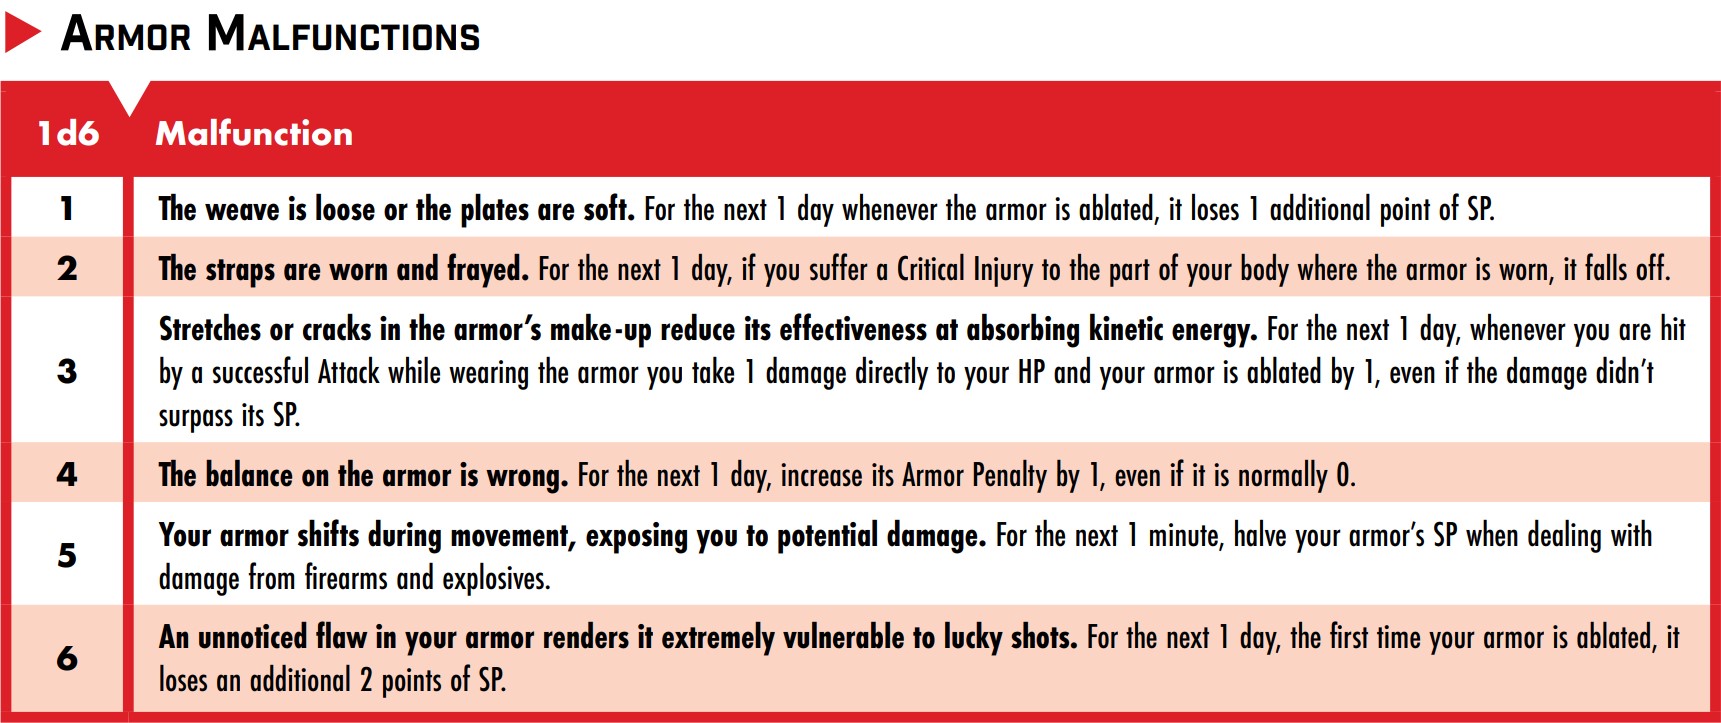 Armor Malfunctions
1d6 Malfunction
1 The weave is loose or the plates are soft. For the next 1 day whenever the armor is ablated, it loses 1 additional point of SP.
2 The straps are worn and frayed. For the next 1 day, if you suffer a Critical Injury to the part of your body where the armor is worn, it falls off.
Stretches or cracks in the armor’s make-up reduce its effectiveness at absorbing kinetic energy. For the next 1 day, whenever you are hit
3 by a successful Attack while wearing the armor you take 1 damage directly to your HP and your armor is ablated by 1, even if the damage didn’t
surpass its SP.
4 The balance on the armor is wrong. For the next 1 day, increase its Armor Penalty by 1, even if it is normally 0.
5 Your armor shifts during movement, exposing you to potential damage. For the next 1 minute, halve your armor’s SP when dealing with
damage from firearms and explosives.
6 An unnoticed flaw in your armor renders it extremely vulnerable to lucky shots. For the next 1 day, the first time your armor is ablated, it
loses an additional 2 points of SP.